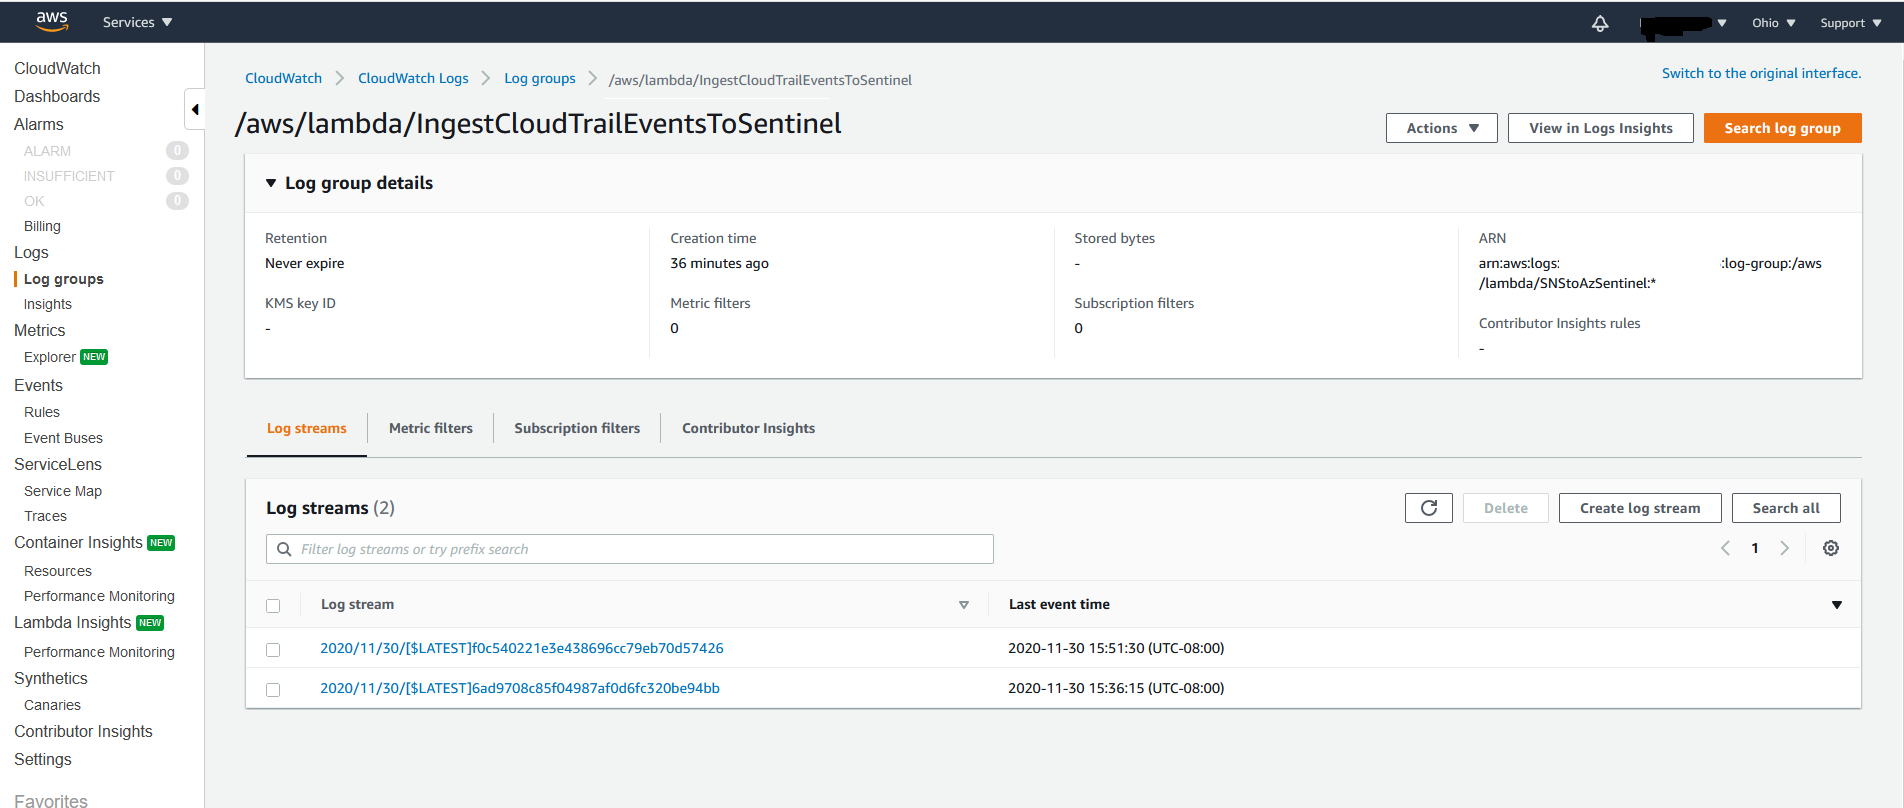 aws
Services
Ohio
Support
CloudWatch
Dashboards
Alarms
ALARM 0
INSUFFICIENT 0
OK 0
Billing
Logs
Log groups
Insights
Metrics
Explorer NEW
Events
Rules
Event Buses
ServiceLens
Service Map
Traces
Container Insights NEW
Resources
Performance Monitoring
Lambda Insights NEW
Performance Monitoring
Synthetics
Canaries
Contributor Insights
Settings
Favorites
CloudWatch CloudWatch Logs Log groups /aws/lambda/IngestCloudTrailEventsToSentinel
Switch to the original interface.
/aws/lambda/IngestCloudTrailEventsToSentinel
Actions View in Logs Insights Search log group
Log group details
Retention
Never expire
KMS key ID
-
Creation time
36 minutes ago
Metric filters
0
Stored bytes
-
Subscription filters
0
ARN
arn:aws:logs: :log-group:/aws
/lambda/SNStoAzSentinel:*
Contributor Insights rules
-
Log streams Metric filters Subscription filters Contributor Insights
Log streams (2)
Delete Create log stream Search all
Filter log streams or try prefix search
1
Log stream Last event time
2020/11/30/[$LATEST]f0c540221e3e438696cc79eb70d57426 2020-11-30 15:51:30 (UTC-08:00)
2020/11/30/[$LATEST]6ad9708c85f04987af0d6fc320be94bb 2020-11-30 15:36:15 (UTC-08:00)